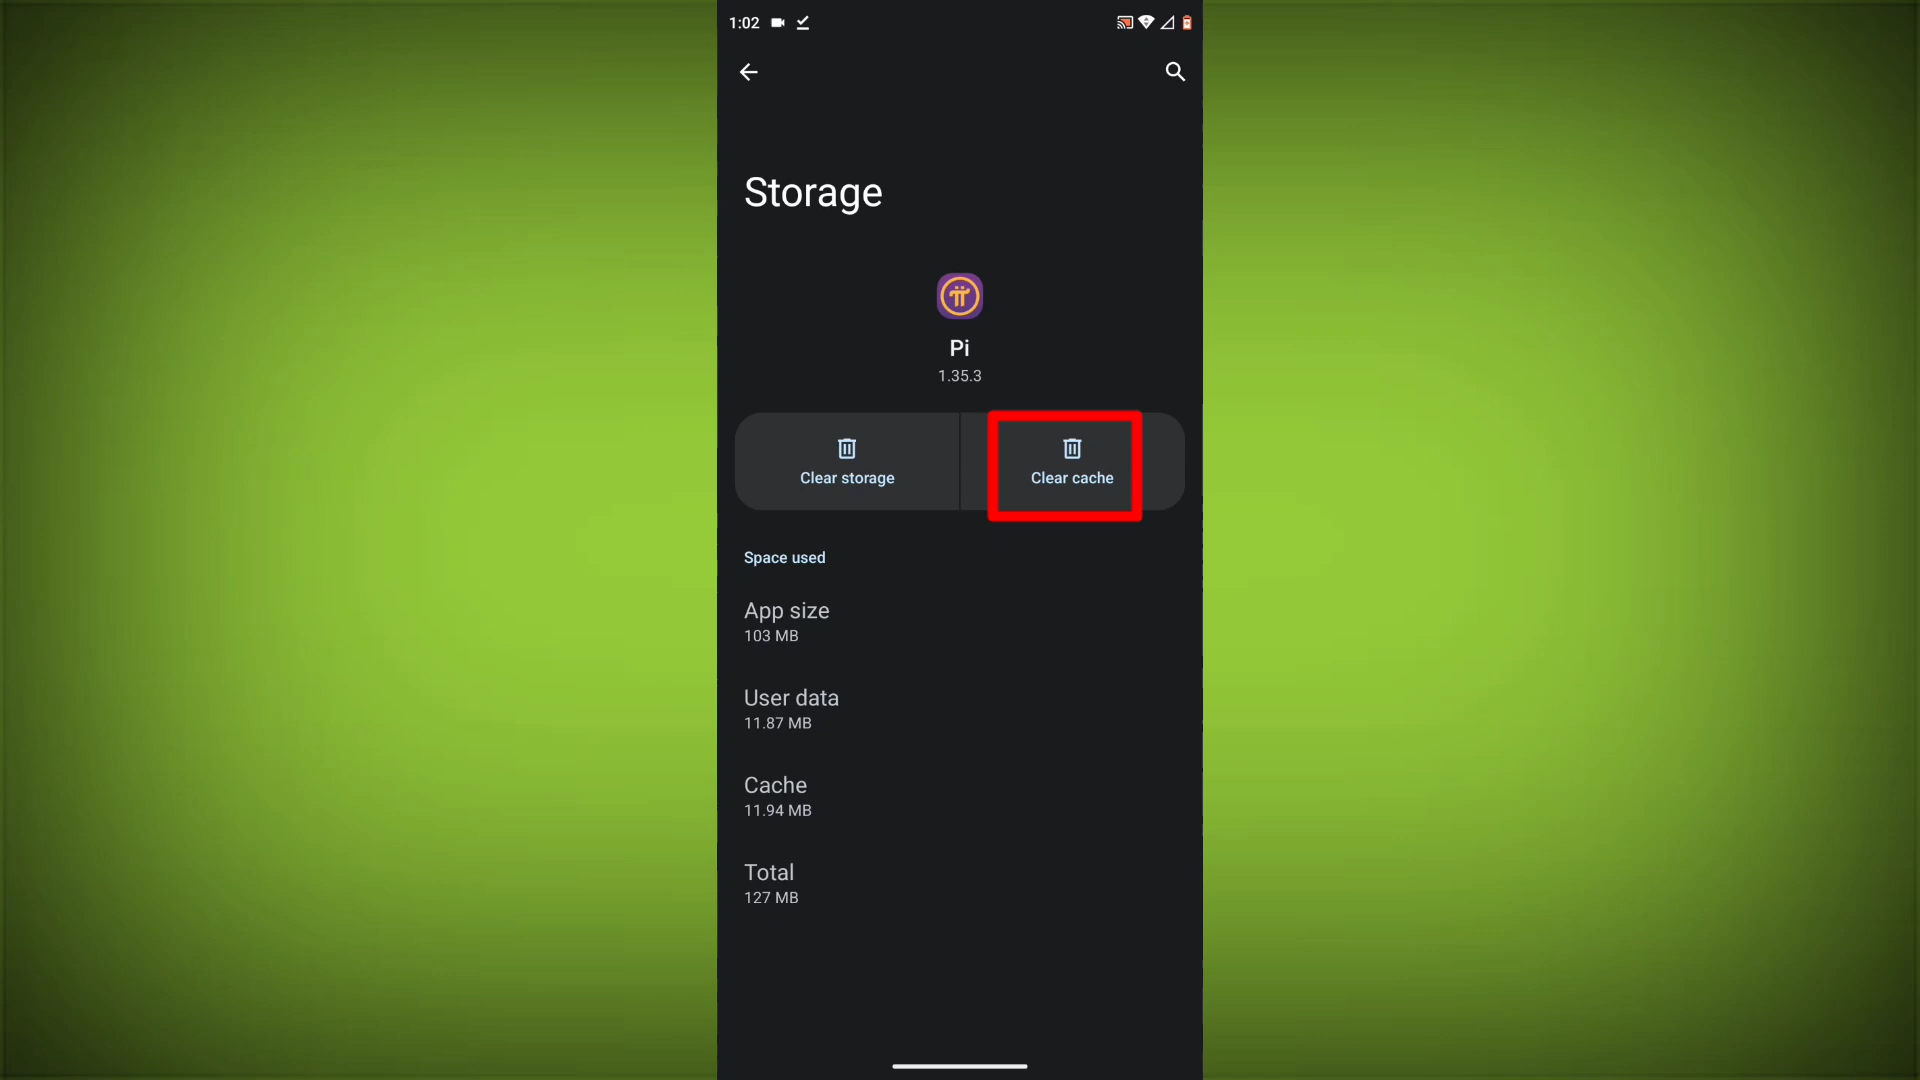 1:02
Storage
Pi
1.35.3
Clear storage
Clear cache
Space used
App size
103 MB
User data
11.87 MB
Cache
11.94 MB
Total
127 MB